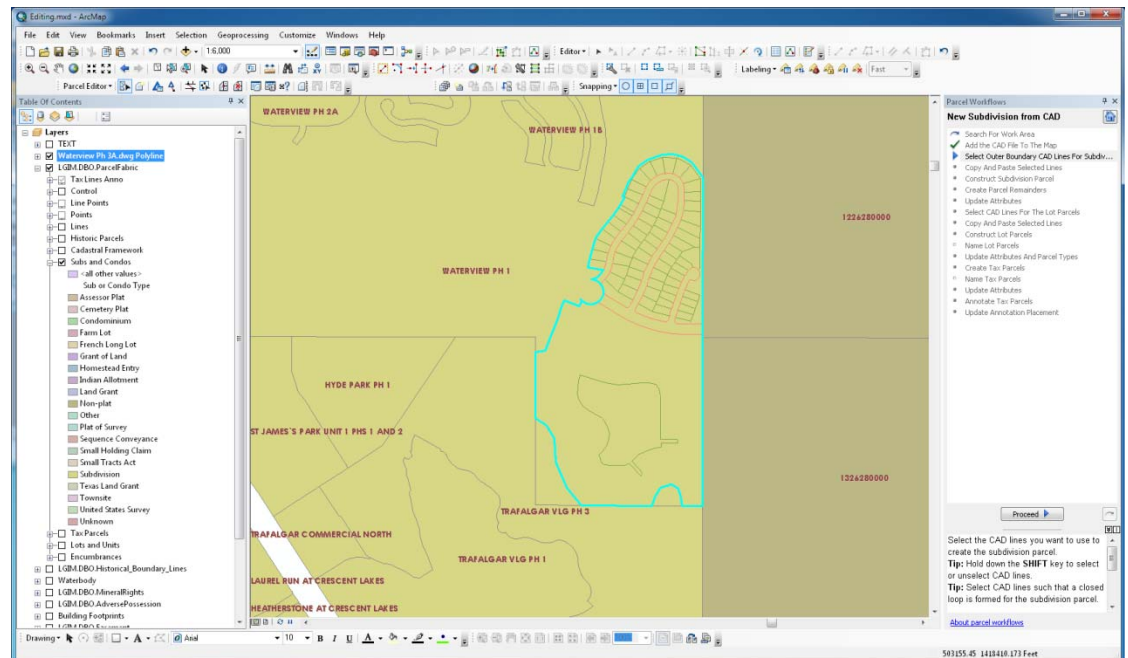 Editing.mxd - ArcMap
File Edit View Bookmarks Insert Selection Geoprocessing Customize Windows Help
1:6,000
Editor
Labeling Fast
Parcel Editor
Snapping
Table Of Contents
Layers
TEXT
Waterview Ph 3A.dwg Polyline
LGIM.DBO.ParcelFabric
Tax Lines Anno
Control
Line Points
Points
Lines
Historic Parcels
Cadastral Framework
Subs and Condos
<all other values>
Sub or Condo Type
Assessor Plat
Cemetery Plat
Condominium
Farm Lot
French Long Lot
Grant of Land
Homestead Entry
Indian Allotment
Land Grant
Non-plat
Other
Plat of Survey
Sequence Conveyance
Small Holding Claim
Small Tracts Act
Subdivision
Texas Land Grant
Townsite
United States Survey
Unknown
Tax Parcels
Lots and Units
Encumbrances
LGIM.DBO.Historical_Boundary_Lines
Waterbody
LGIM.DBO.MineralRights
LGIM.DBO.AdversePossession
Building Footprints
WATERVIEW PH 2A
WATERVIEW PH 1B
1226280000
WATERVIEW PH 1
HYDE PARK PH 1
ST JAMES'S PARK UNIT 1 PHS 1 AND 2
1326280000
TRAFALGAR VLG PH 3
TRAFALGAR COMMERCIAL NORTH
TRAFALGAR VLG PH 1
LAUREL RUN AT CRESCENT LAKES
HEATHERSTONE AT CRESCENT LAKES
Parcel Workflows
New Subdivision from CAD
Search For Work Area
Add the CAD File To The Map
Select Outer Boundary CAD Lines For Subdiv...
Copy And Paste Selected Lines
Construct Subdivision Parcel
Create Parcel Remainders
Update Attributes
Select CAD Lines For The Lot Parcels
Copy And Paste Selected Lines
Construct Lot Parcels
Name Lot Parcels
Update Attributes And Parcel Types
Create Tax Parcels
Name Tax Parcels
Update Attributes
Annotate Tax Parcels
Update Annotation Placement
Proceed
Select the CAD lines you want to use to
create the subdivision parcel.
Tip: Hold down the SHIFT key to select
or unselect CAD lines.
Tip: Select CAD lines such that a closed
loop is formed for the subdivision parcel.
About parcel workflows
Drawing Arial 10 B I U A
503155.45 1418410.173 Feet